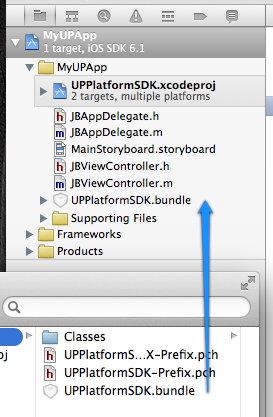 MyUPApp
1 target, iOS SDK 6.1
MyUPApp
UPPlatformSDK.xcodeproj
2 targets, multiple platforms
JBAppDelegate.h
JBAppDelegate.m
MainStoryboard.storyboard
JBViewController.h
JBViewController.m
UPPlatformSDK.bundle
Supporting Files
Frameworks
Products
Classes
oj
UPPlatformS...X-Prefix.pch
UPPlatformSDK-Prefix.pch
UPPlatformSDK.bundle